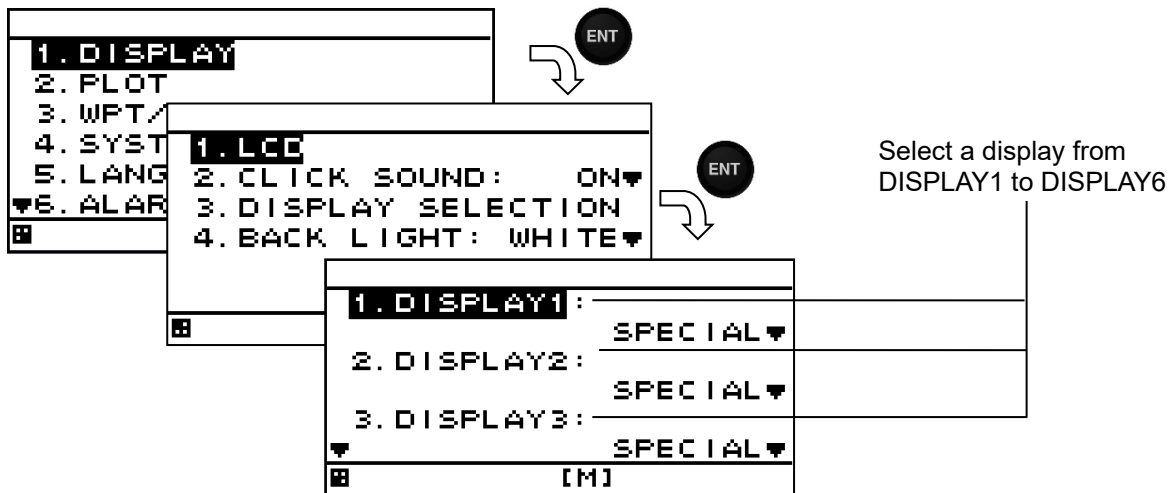 1.DISPLAY
2.PLOT
3.WPT/
4.SYST
5.LANG
6.ALAR
ENT
1.LCD
2.CLICK SOUND: ON
3.DISPLAY SELECTION
4.BACK LIGHT: WHITE
ENT
1.DISPLAY1:
SPECIAL
2.DISPLAY2:
SPECIAL
3.DISPLAY3:
SPECIAL
[M]
Select a display from
DISPLAY1 to DISPLAY6